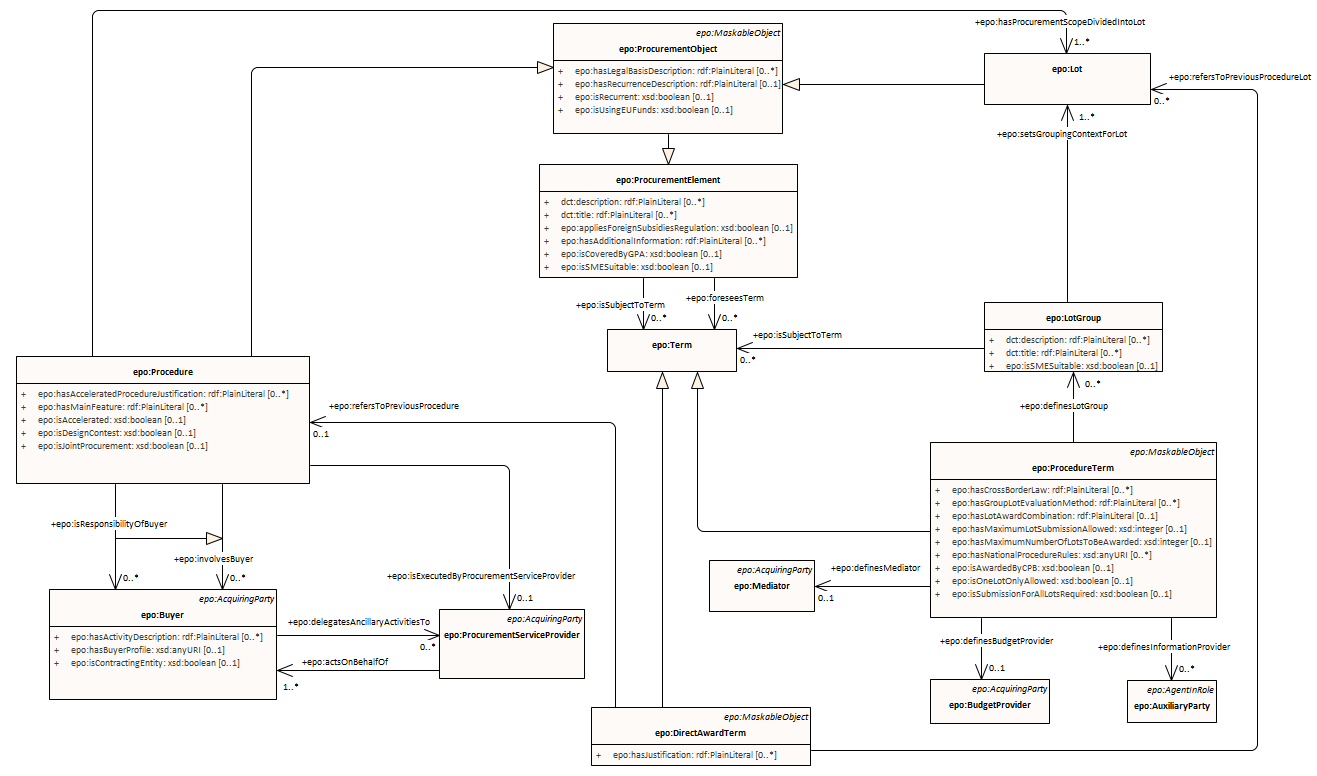 +epo:hasProcurementScopeDividedIntoLot
1..*
epo:MaskableObject
epo:ProcurementObject
+ epo:hasLegalBasisDescription: rdf:PlainLiteral [0..*]
+ epo:hasRecurrenceDescription: rdf:PlainLiteral [0..1]
+ epo:isRecurrent: xsd:boolean [0..1]
+ epo:isUsingEUFunds: xsd:boolean [0..1]
epo:Lot
+epo:refersToPreviousProcedureLot
0..*
1..*
+epo:setsGroupingContextForLot
epo:ProcurementElement
+ dct:description: rdf:PlainLiteral [0..*]
+ dct:title: rdf:PlainLiteral [0..*]
+ epo:appliesForeignSubsidiesRegulation: xsd:boolean [0..1]
+ epo:hasAdditionalInformation: rdf:PlainLiteral [0..*]
+ epo:isCoveredByGPA: xsd:boolean [0..1]
+ epo:isSMESuitable: xsd:boolean [0..1]
+epo:isSubjectToTerm
0..*
+epo:foreseesTerm
0..*
epo:Term
+epo:isSubjectToTerm
0..*
epo:LotGroup
+ dct:description: rdf:PlainLiteral [0..*]
+ dct:title: rdf:PlainLiteral [0..*]
+ epo:isSMESuitable: xsd:boolean [0..1]
0..*
+epo:definesLotGroup
epo:Procedure
+ epo:hasAcceleratedProcedureJustification: rdf:PlainLiteral [0..*]
+ epo:hasMainFeature: rdf:PlainLiteral [0..*]
+ epo:isAccelerated: xsd:boolean [0..1]
+ epo:isDesignContest: xsd:boolean [0..1]
+ epo:isJointProcurement: xsd:boolean [0..1]
+epo:refersToPreviousProcedure
0..1
epo:MaskableObject
epo:ProcedureTerm
+ epo:hasCrossBorderLaw: rdf:PlainLiteral [0..*]
+ epo:hasGroupLotEvaluationMethod: rdf:PlainLiteral [0..*]
+ epo:hasLotAwardCombination: rdf:PlainLiteral [0..1]
+ epo:hasMaximumLotSubmissionAllowed: xsd:integer [0..1]
+ epo:hasMaximumNumberOfLotsToBeAwarded: xsd:integer [0..1]
+ epo:hasNationalProcedureRules: xsd:anyURI [0..*]
+ epo:isAwardedByCPB: xsd:boolean [0..1]
+ epo:isOneLotOnlyAllowed: xsd:boolean [0..1]
+ epo:isSubmissionForAllLotsRequired: xsd:boolean [0..1]
+epo:isResponsibilityOfBuyer
0..*
+epo:involvesBuyer
0..*
+epo:isExecutedByProcurementServiceProvider
0..1
epo:AcquiringParty
epo:Mediator
+epo:definesMediator
0..1
epo:AcquiringParty
epo:Buyer
+ epo:hasActivityDescription: rdf:PlainLiteral [0..*]
+ epo:hasBuyerProfile: xsd:anyURI [0..1]
+ epo:isContractingEntity: xsd:boolean [0..1]
+epo:delegatesAncillaryActivitiesTo
0..*
+epo:actsOnBehalfOf
1..*
epo:AcquiringParty
epo:ProcurementServiceProvider
+epo:definesBudgetProvider
0..1
+epo:definesInformationProvider
0..*
epo:AcquiringParty
epo:BudgetProvider
epo:AgentInRole
epo:AuxiliaryParty
epo:MaskableObject
epo:DirectAwardTerm
+ epo:hasJustification: rdf:PlainLiteral [0..*]